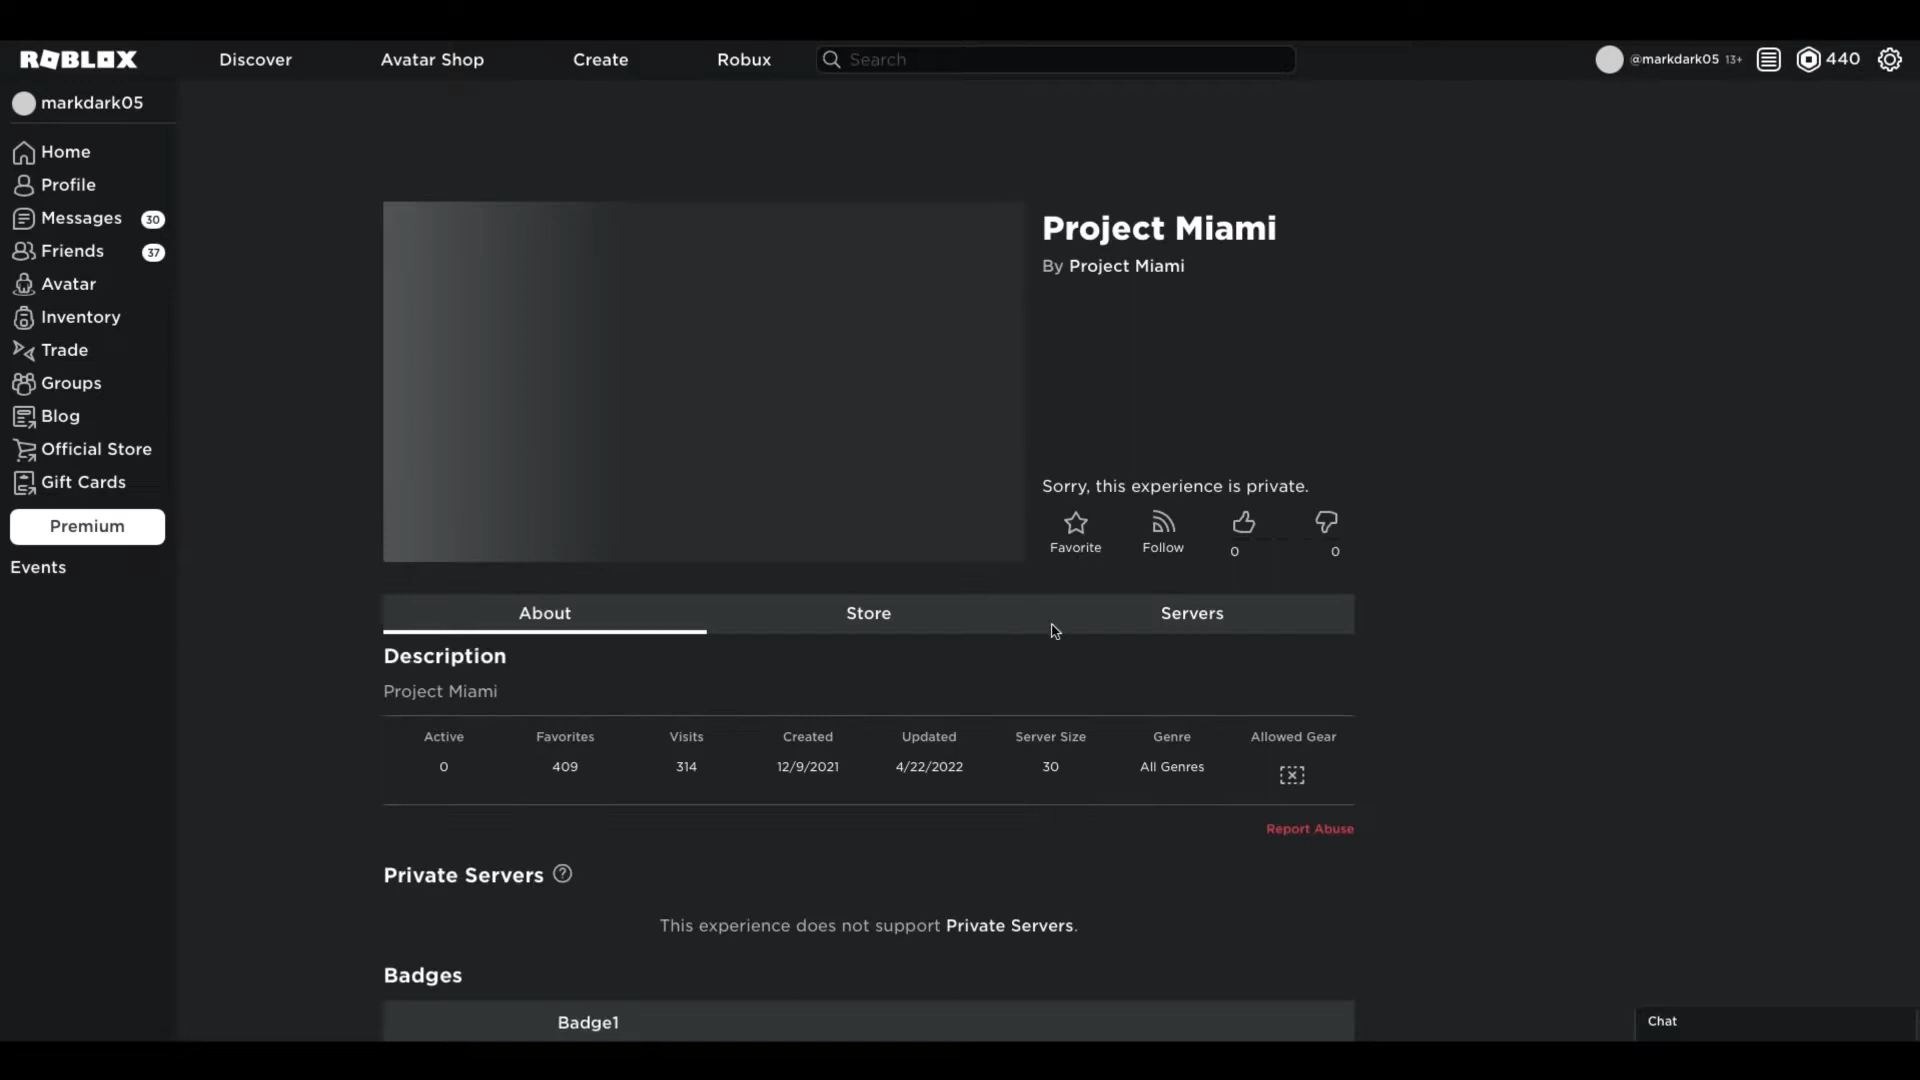 ROBLOX
Discover
Avatar Shop
Create
Robux
Search
@markdark05 13+
440
markdark05
Home
Profile
Messages 30
Friends 37
Avatar
Inventory
Trade
Groups
Blog
Official Store
Gift Cards
Premium
Events
Project Miami
By Project Miami
Sorry, this experience is private.
Favorite
Follow
0
0
About
Store
Servers
Description
Project Miami
Active Favorites Visits Created Updated Server Size Genre Allowed Gear
0 409 314 12/9/2021 4/22/2022 30 All Genres
Report Abuse
Private Servers
This experience does not support Private Servers.
Badges
Badge1
Chat